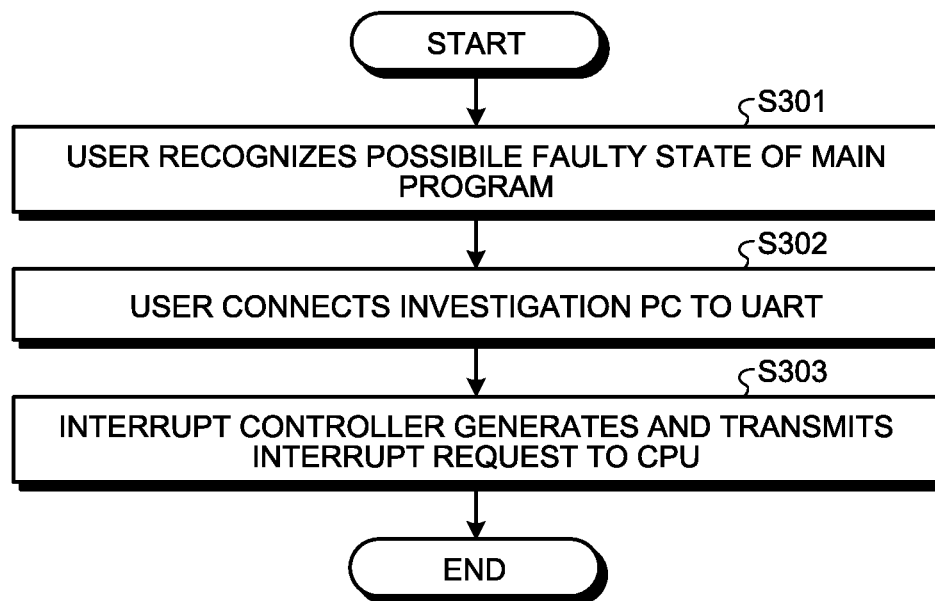 START
S301
USER RECOGNIZES POSSIBILE FAULTY STATE OF MAIN
PROGRAM
S302
USER CONNECTS INVESTIGATION PC TO UART
S303
INTERRUPT CONTROLLER GENERATES AND TRANSMITS
INTERRUPT REQUEST TO CPU
END